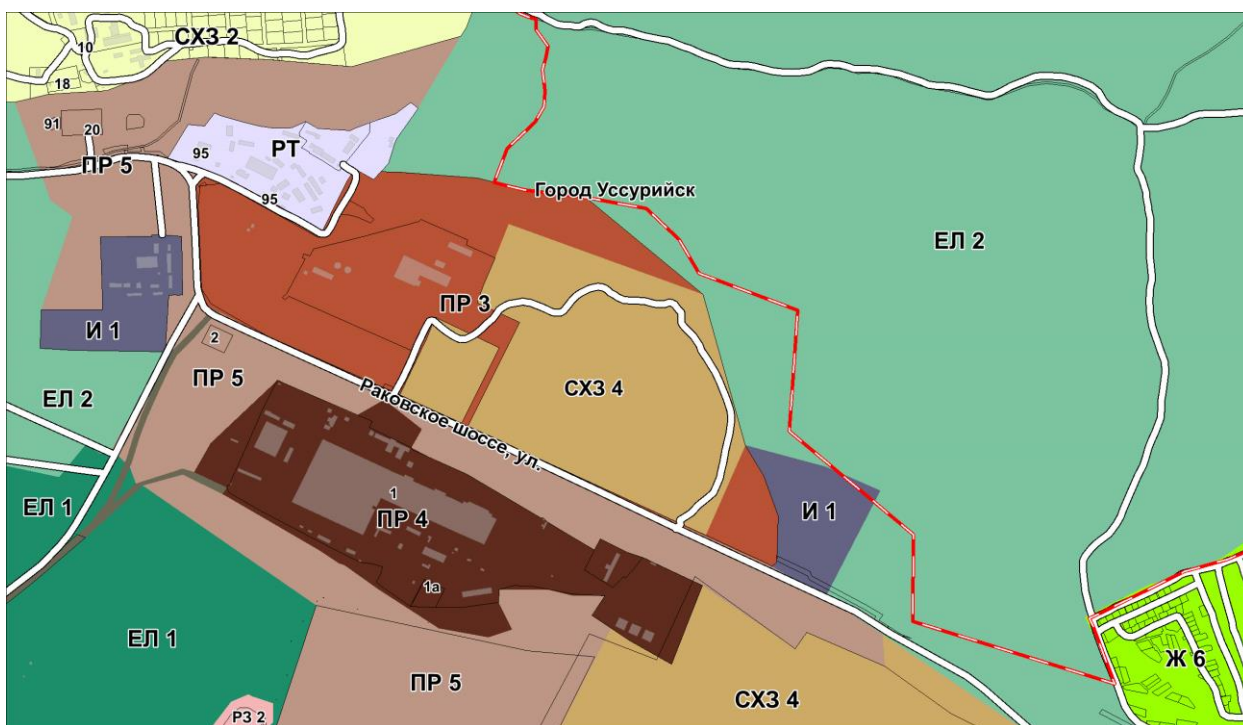 СХЗ 2
10
18
91
20
95
РТ
ПР 5
95
Город Уссурийск
ЕЛ 2
ПР 3
И 1
2
ПР 5
СХЗ 4
ЕЛ 2
Раковское шоссе, ул.
1
ПР 4
ЕЛ 1
И 1
1а
ЕЛ 1
Ж 6
ПР 5
СХЗ 4
РЗ 2